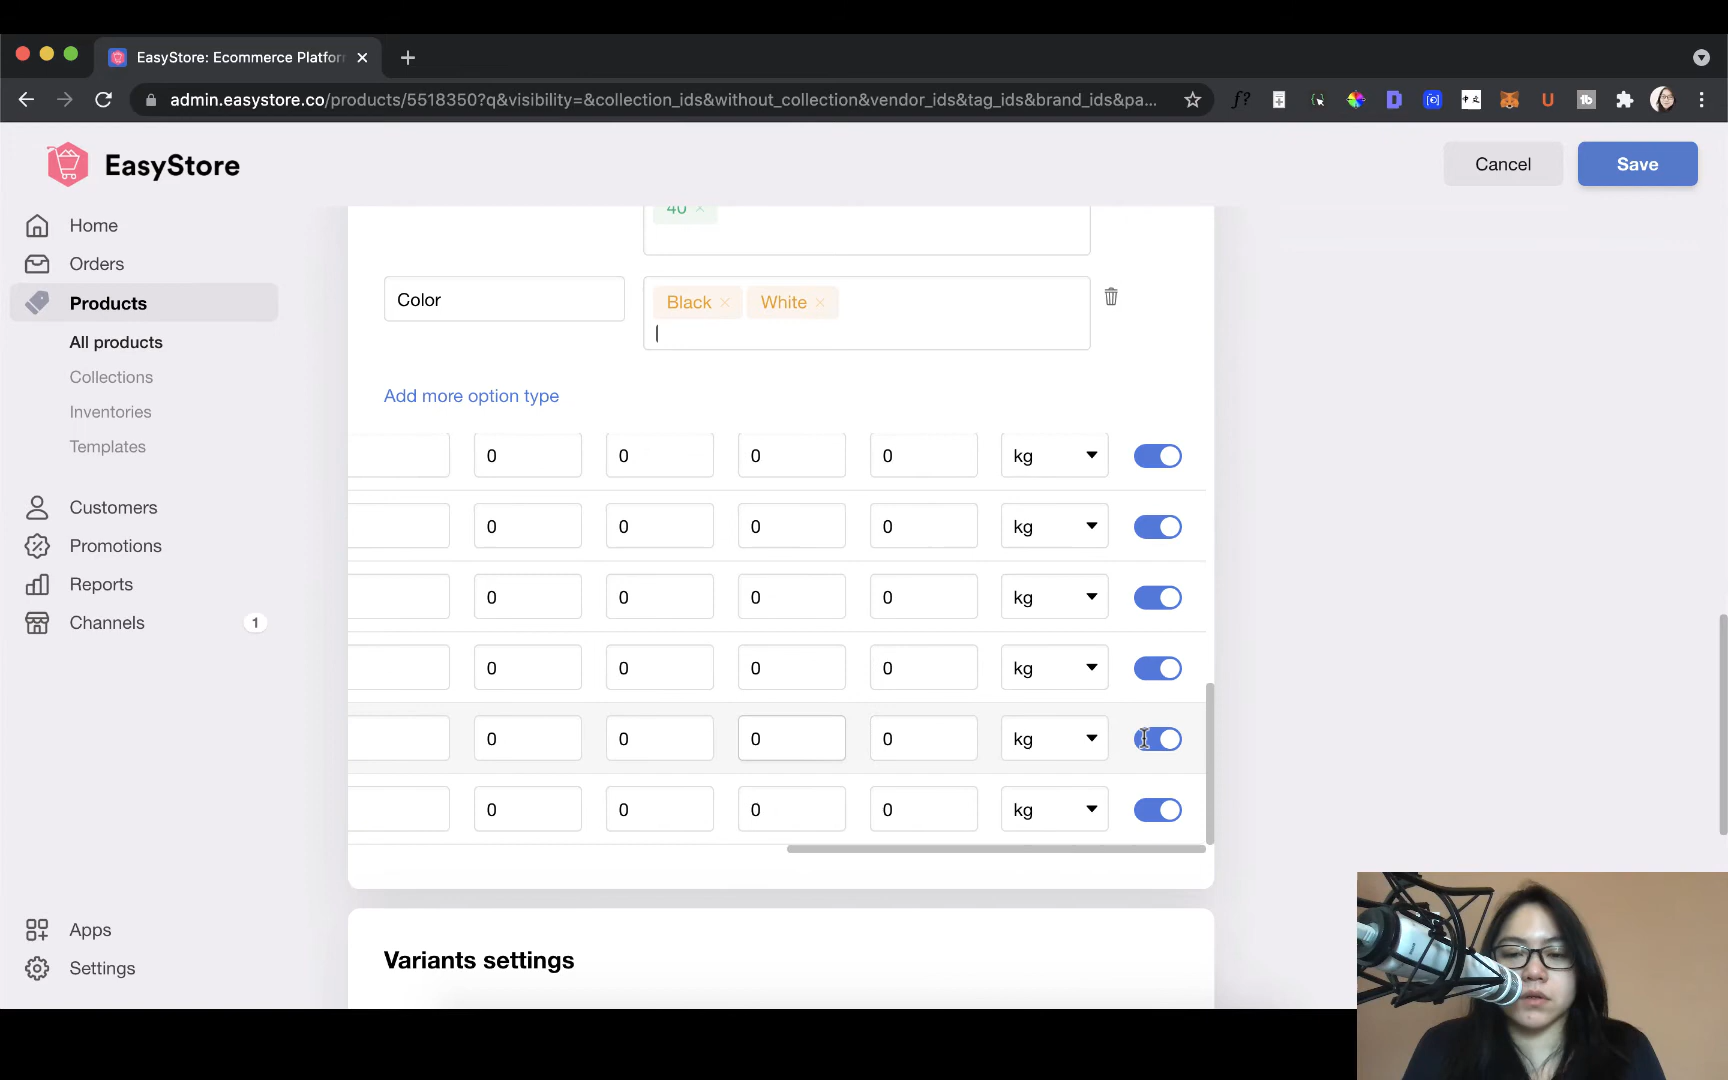 EasyStore: Ecommerce Platfor
admin.easystore.co/products/5518350?q&visibility=&collection_ids&without_collection&vendor_ids&tag_ids&brand_ids&pa...
EasyStore
Cancel
Save
Home
Orders
Products
All products
Collections
Inventories
Templates
Customers
Promotions
Reports
Channels
1
Apps
Settings
40
Color
Black
White
Add more option type
0 0 0 0 kg
0 0 0 0 kg
0 0 0 0 kg
0 0 0 0 kg
0 0 0 0 kg
0 0 0 0 kg
Variants settings